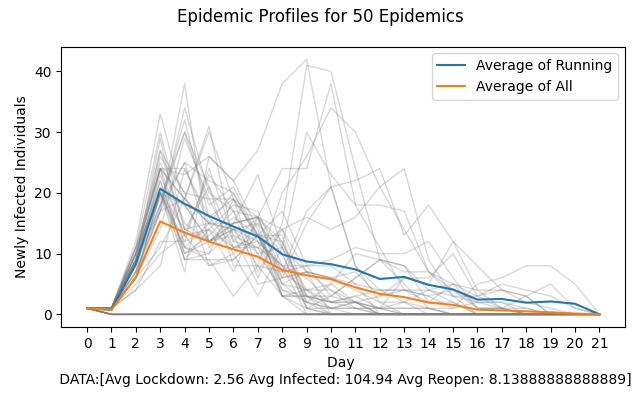 Epidemic Profiles for 50 Epidemics
Average of Running
Average of All
Newly Infected Individuals
40
30
20
10
0
0 1 2 3 4 5 6 7 8 9 10 11 12 13 14 15 16 17 18 19 20 21
Day
DATA:[Avg Lockdown: 2.56 Avg Infected: 104.94 Avg Reopen: 8.13888888888889]